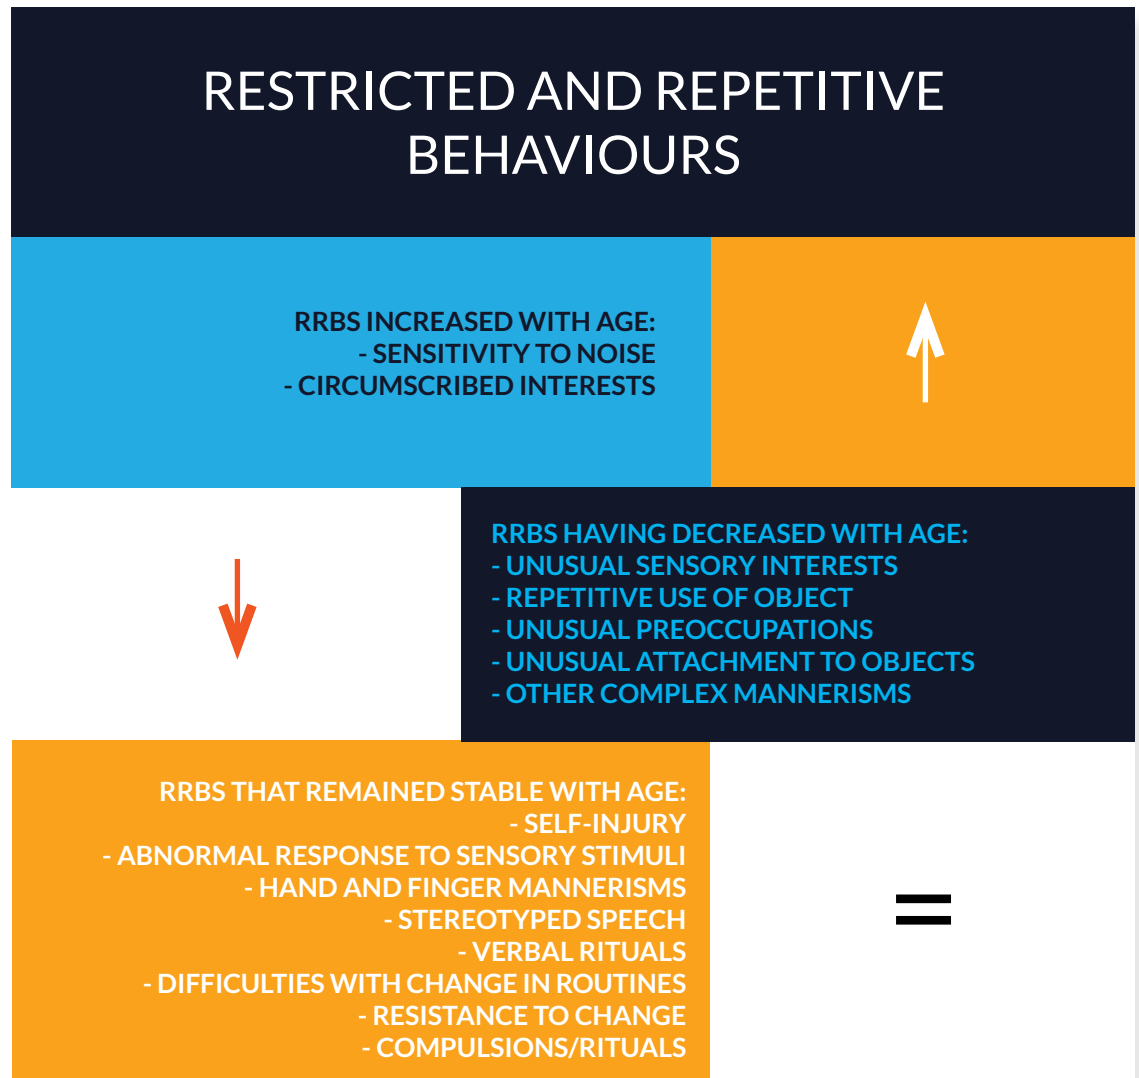 RESTRICTED AND REPETITIVE
BEHAVIOURS
RRBS INCREASED WITH AGE:
- SENSITIVITY TO NOISE
- CIRCUMSCRIBED INTERESTS
RRBS HAVING DECREASED WITH AGE:
- UNUSUAL SENSORY INTERESTS
- REPETITIVE USE OF OBJECT
- UNUSUAL PREOCCUPATIONS
- UNUSUAL ATTACHMENT TO OBJECTS
- OTHER COMPLEX MANNERISMS
RRBS THAT REMAINED STABLE WITH AGE:
- SELF-INJURY
- ABNORMAL RESPONSE TO SENSORY STIMULI
- HAND AND FINGER MANNERISMS
- STEREOTYPED SPEECH
- VERBAL RITUALS
- DIFFICULTIES WITH CHANGE IN ROUTINES
- RESISTANCE TO CHANGE
- COMPULSIONS/RITUALS
=